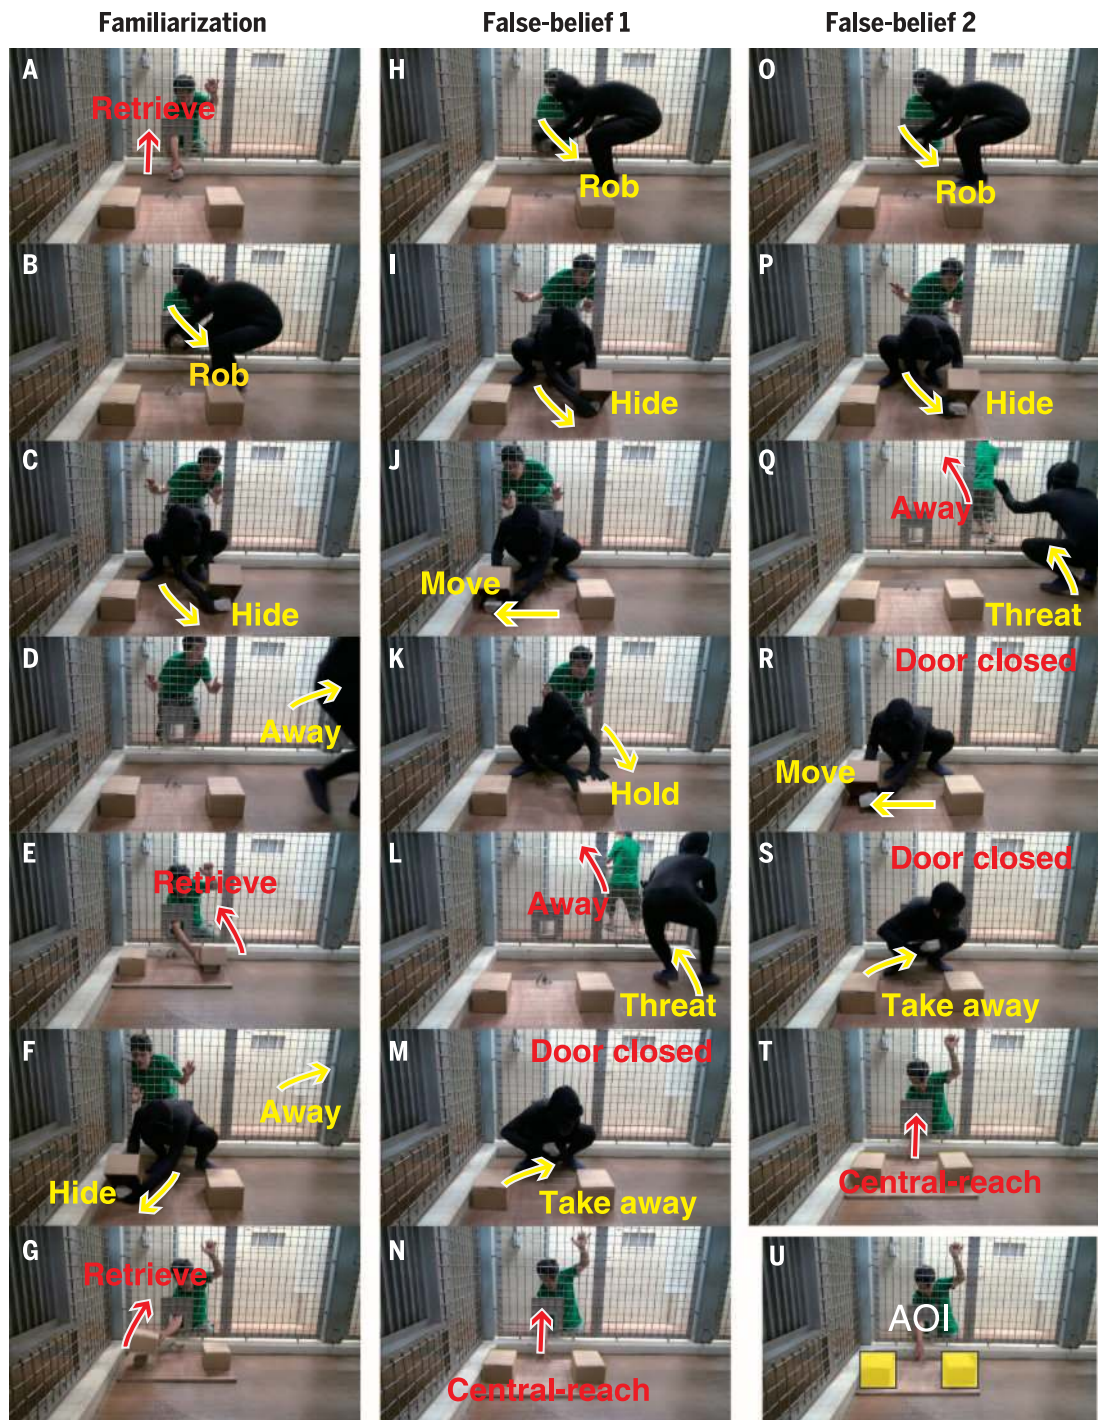 Familiarization
A
Retrieve
B
Rob
C
Hide
D
Away
E
Retrieve
F
Away
Hide
G
Retrieve
False-belief 1
H
Rob
I
Hide
J
Move
K
Hold
L
Away
Threat
M
Door closed
Take away
N
Central-reach
False-belief 2
O
Rob
P
Hide
Q
Away
Threat
R
Door closed
Move
S
Door closed
Take away
T
Central-reach
U
AOI